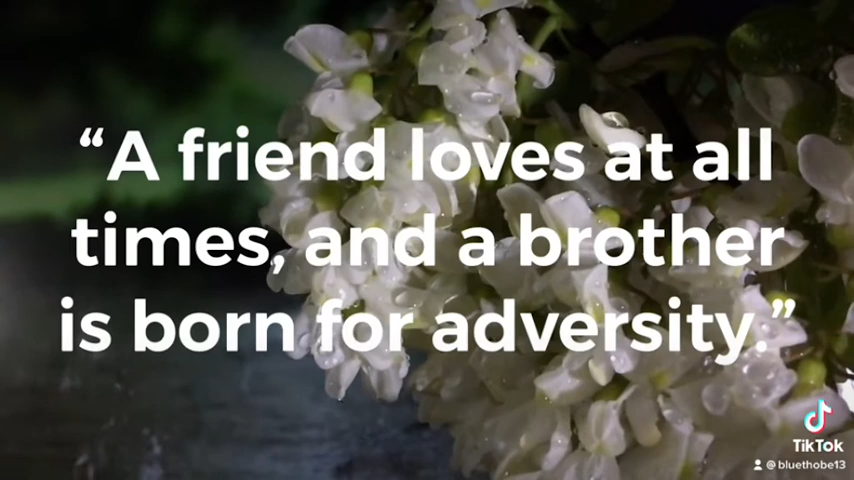 “A friend loves at all
times, and a brother
is born for adversity.”
TikTok
@bluethobe13